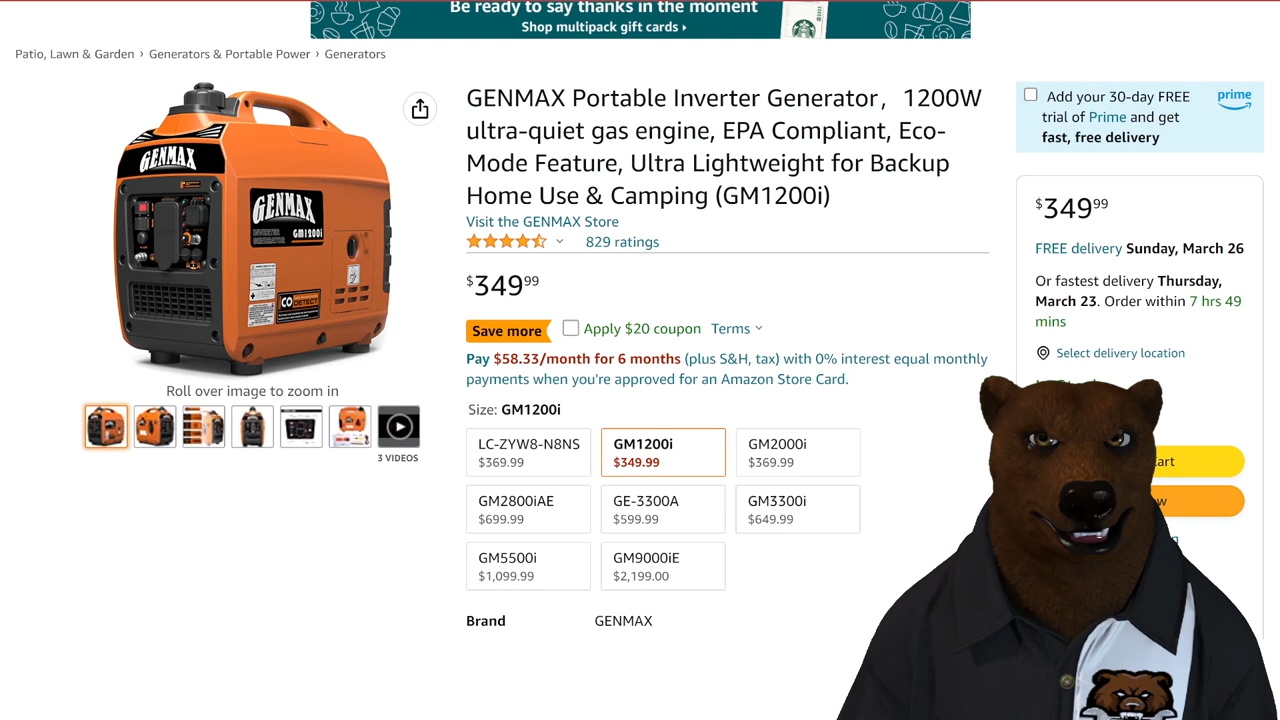 Be ready to say thanks in the moment
Shop multipack gift cards ›
Patio, Lawn & Garden › Generators & Portable Power › Generators
GENMAX
GENMAX
INVERTER
GENERATOR GM1200i
CO DETECT
Roll over image to zoom in
3 VIDEOS
GENMAX Portable Inverter Generator，1200W
ultra-quiet gas engine, EPA Compliant, Eco-
Mode Feature, Ultra Lightweight for Backup
Home Use & Camping (GM1200i)
Visit the GENMAX Store
829 ratings
$34999
Save more Apply $20 coupon Terms
Pay $58.33/month for 6 months (plus S&H, tax) with 0% interest equal monthly
payments when you're approved for an Amazon Store Card.
Size: GM1200i
LC-ZYW8-N8NS GM1200i GM2000i
$369.99 $349.99 $369.99
GM2800iAE GE-3300A GM3300i
$699.99 $599.99 $649.99
GM5500i GM9000iE
$1,099.99 $2,199.00
Brand GENMAX
Add your 30-day FREE prime
trial of Prime and get
fast, free delivery
$34999
FREE delivery Sunday, March 26
Or fastest delivery Thursday,
March 23. Order within 7 hrs 49
mins
Select delivery location